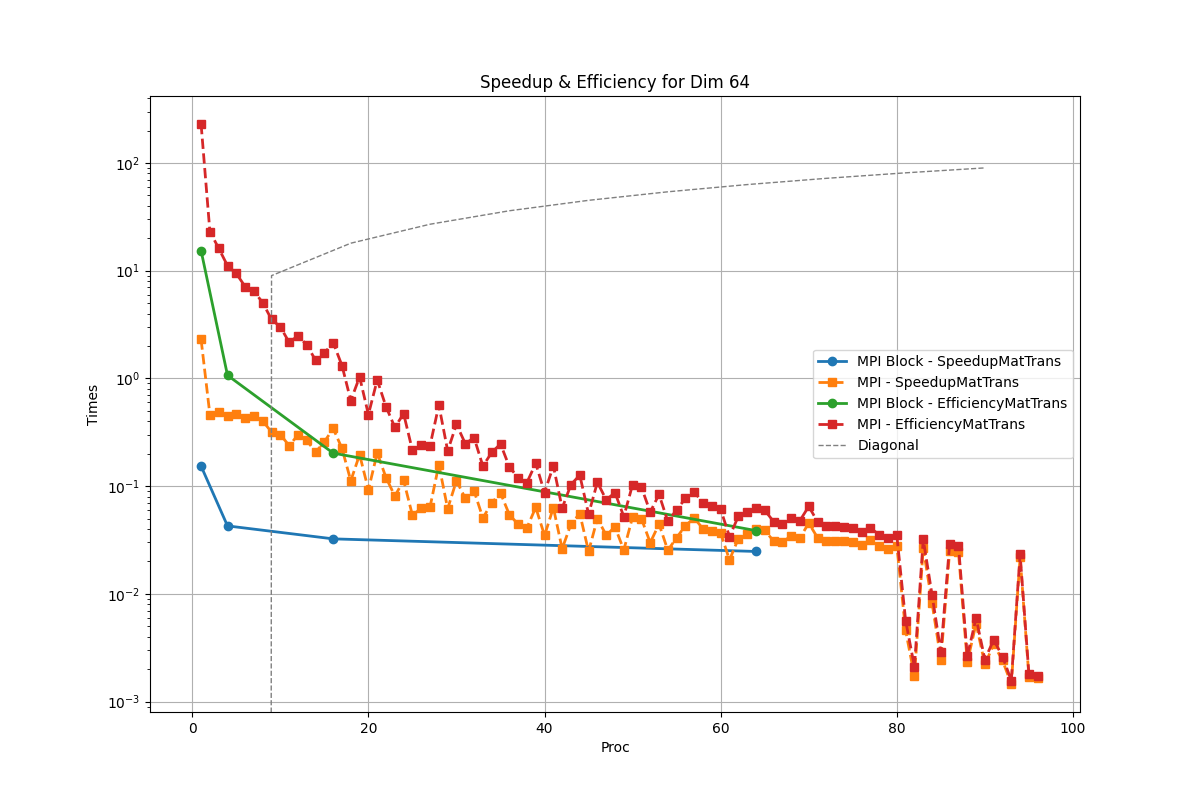 Speedup & Efficiency for Dim 64
Times
10²
10¹
10⁰
10⁻¹
10⁻²
10⁻³
MPI Block - SpeedupMatTrans
MPI - SpeedupMatTrans
MPI Block - EfficiencyMatTrans
MPI - EfficiencyMatTrans
Diagonal
0 20 40 60 80 100
Proc